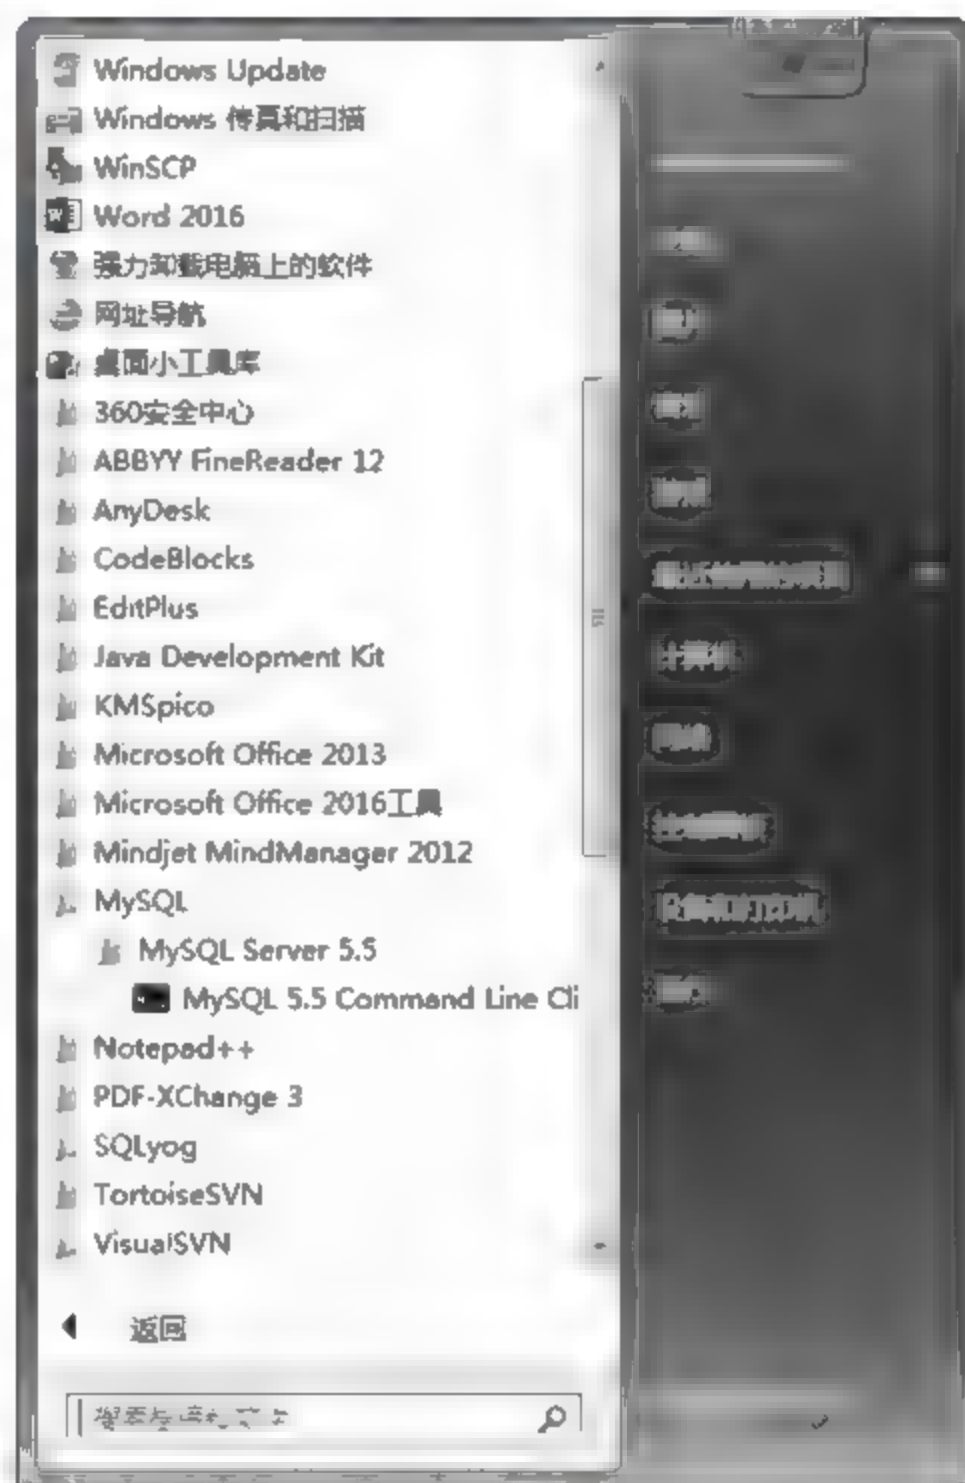 Windows Update
Windows 传真和扫描
WinSCP
Word 2016
强力卸载电脑上的软件
网址导航
桌面小工具库
360安全中心
ABBYY FineReader 12
AnyDesk
CodeBlocks
EditPlus
Java Development Kit
KMSpico
Microsoft Office 2013
Microsoft Office 2016工具
Mindjet MindManager 2012
MySQL
MySQL Server 5.5
MySQL 5.5 Command Line Cli
Notepad++
PDF-XChange 3
SQLyog
TortoiseSVN
VisualSVN
返回